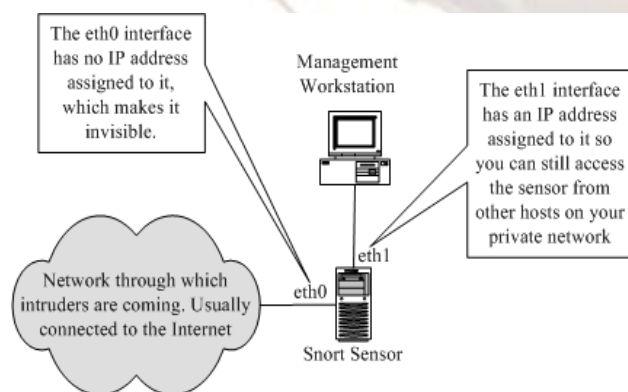 The eth0 interface
has no IP address
assigned to it,
which makes it
invisible.
Management
Workstation
The eth1 interface
has an IP address
assigned to it so
you can still access
the sensor from
other hosts on your
private network
eth1
eth0
Network through which
intruders are coming. Usually
connected to the Internet
Snort Sensor